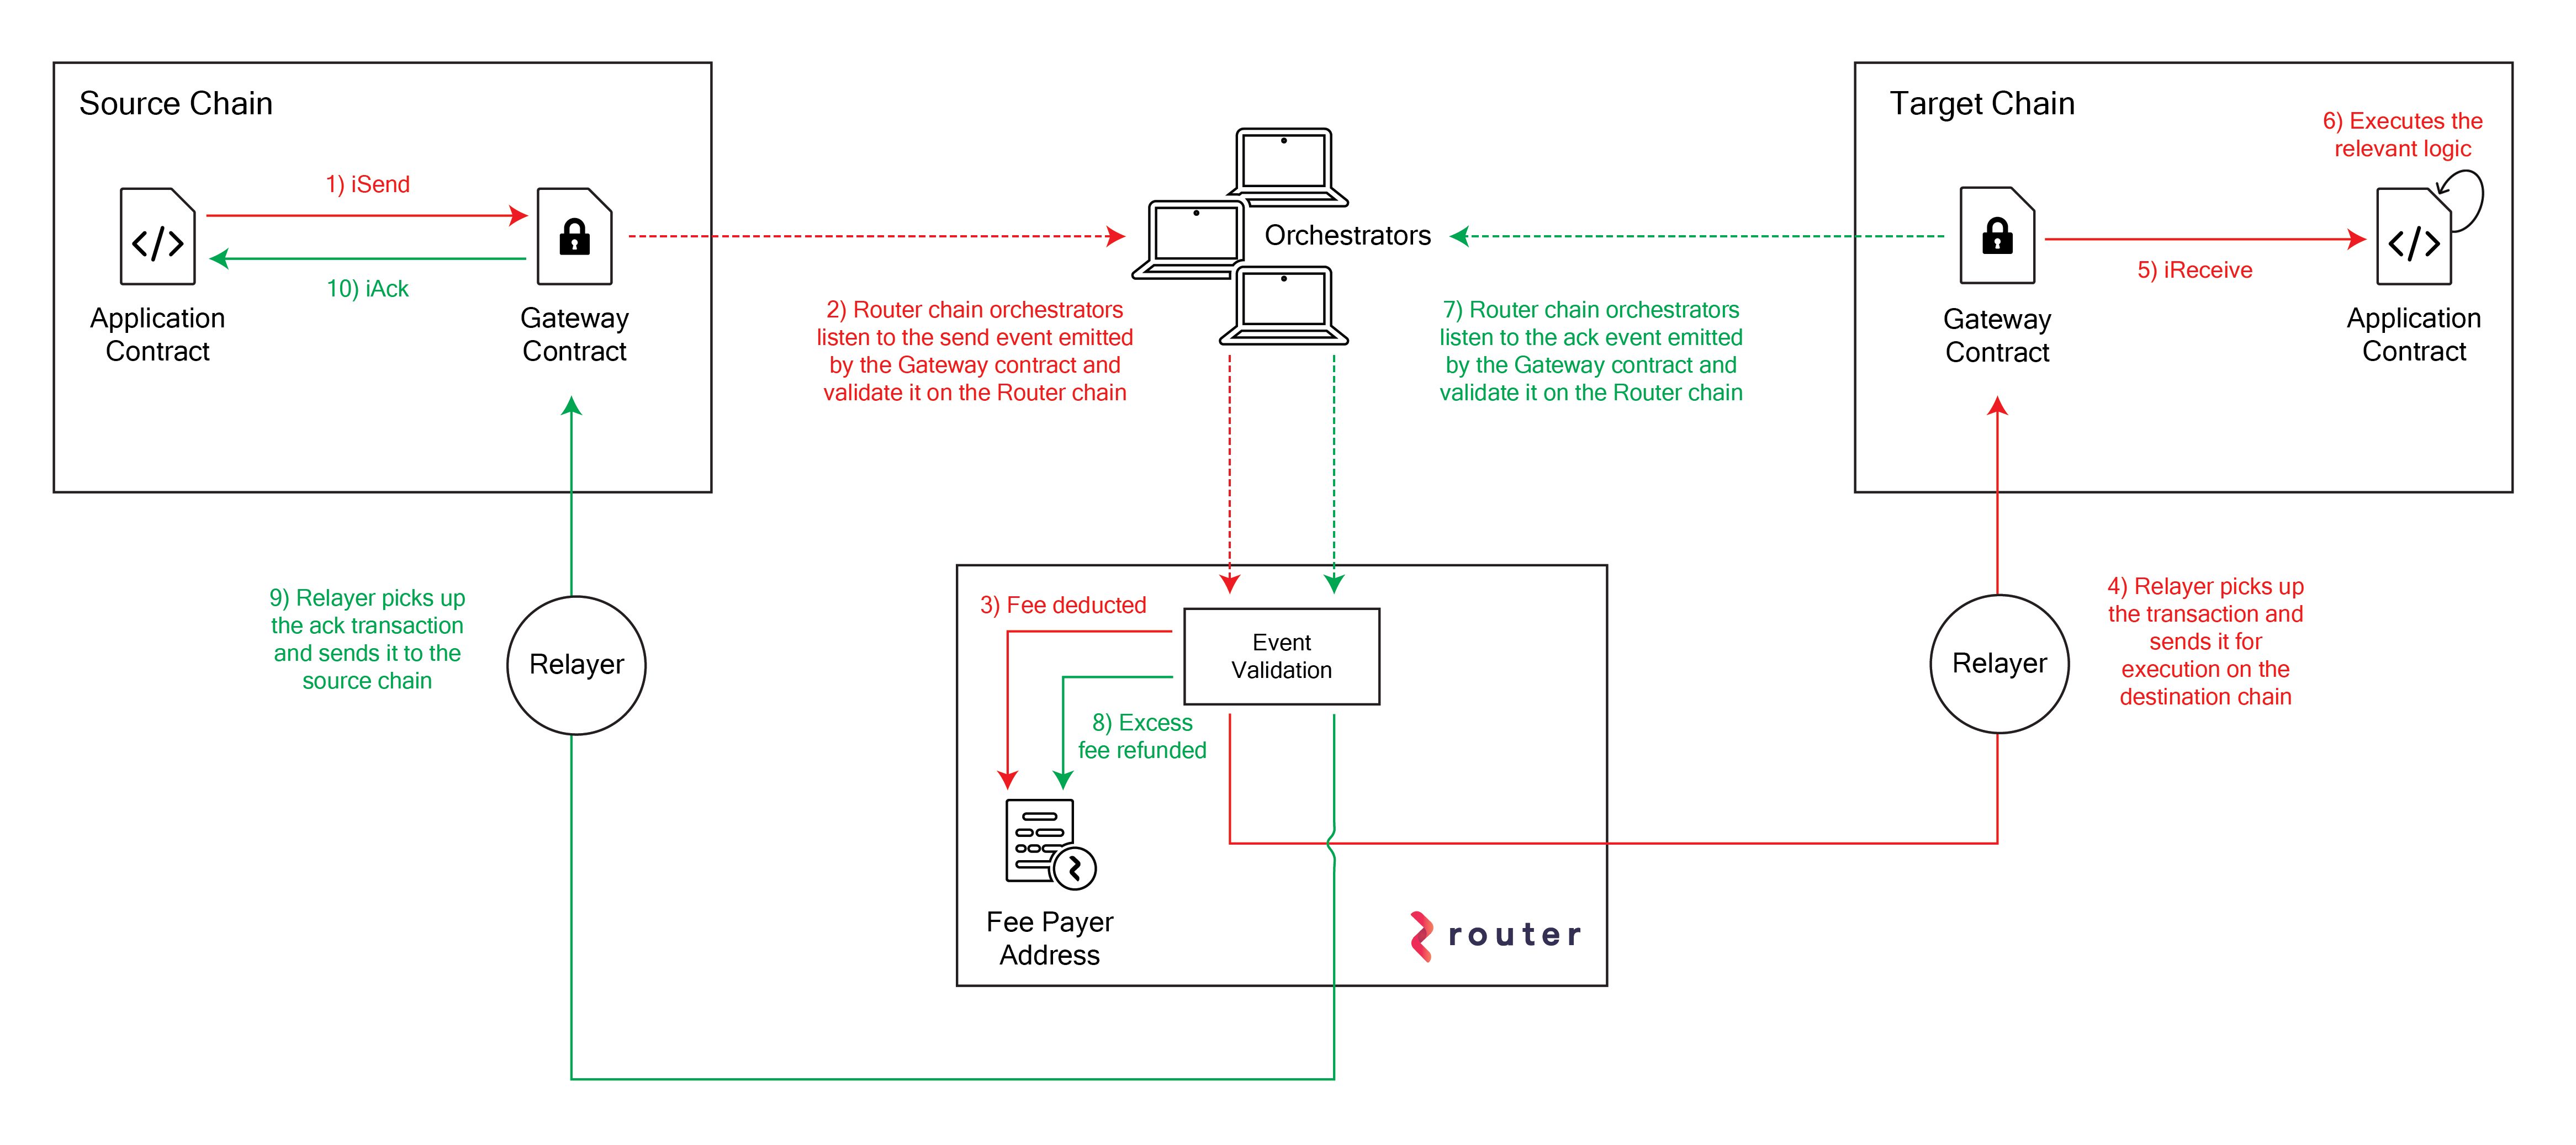 Source Chain
1) iSend
10) iAck
Application
Contract
Gateway
Contract
Orchestrators
2) Router chain orchestrators
listen to the send event emitted
by the Gateway contract and
validate it on the Router chain
7) Router chain orchestrators
listen to the ack event emitted
by the Gateway contract and
validate it on the Router chain
Target Chain
6) Executes the
relevant logic
5) iReceive
Gateway
Contract
Application
Contract
9) Relayer picks up
the ack transaction
and sends it to the
source chain
Relayer
3) Fee deducted
Event
Validation
8) Excess
fee refunded
Fee Payer
Address
router
Relayer
4) Relayer picks up
the transaction and
sends it for
execution on the
destination chain